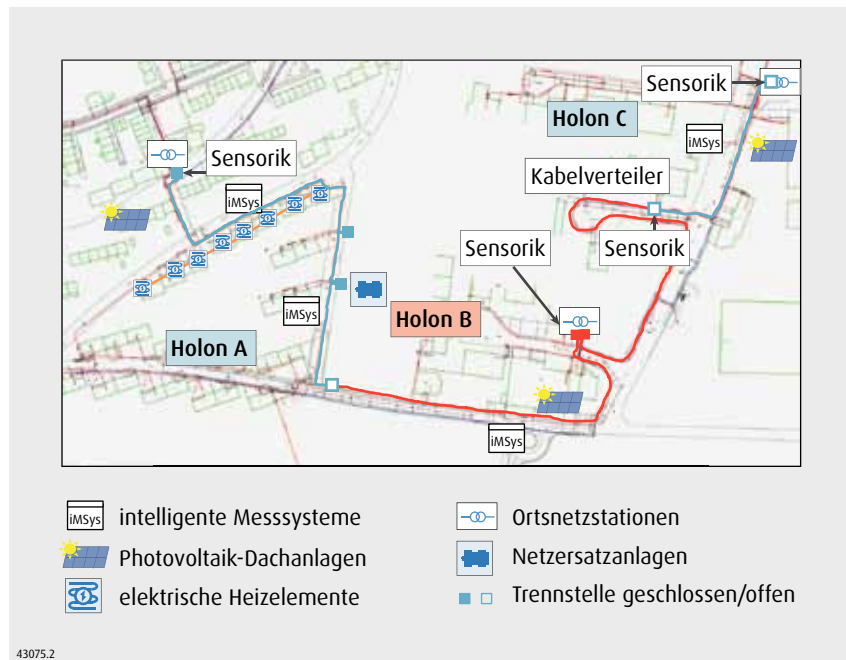 Sensorik
Holon C
iMSys
Sensorik
Kabelverteiler
iMSys
Sensorik
Sensorik
iMSys
Holon B
Holon A
iMSys
iMSys intelligente Messsysteme
Ortsnetzstationen
Photovoltaik-Dachanlagen
Netzersatzanlagen
elektrische Heizelemente
Trennstelle geschlossen/offen
43075.2